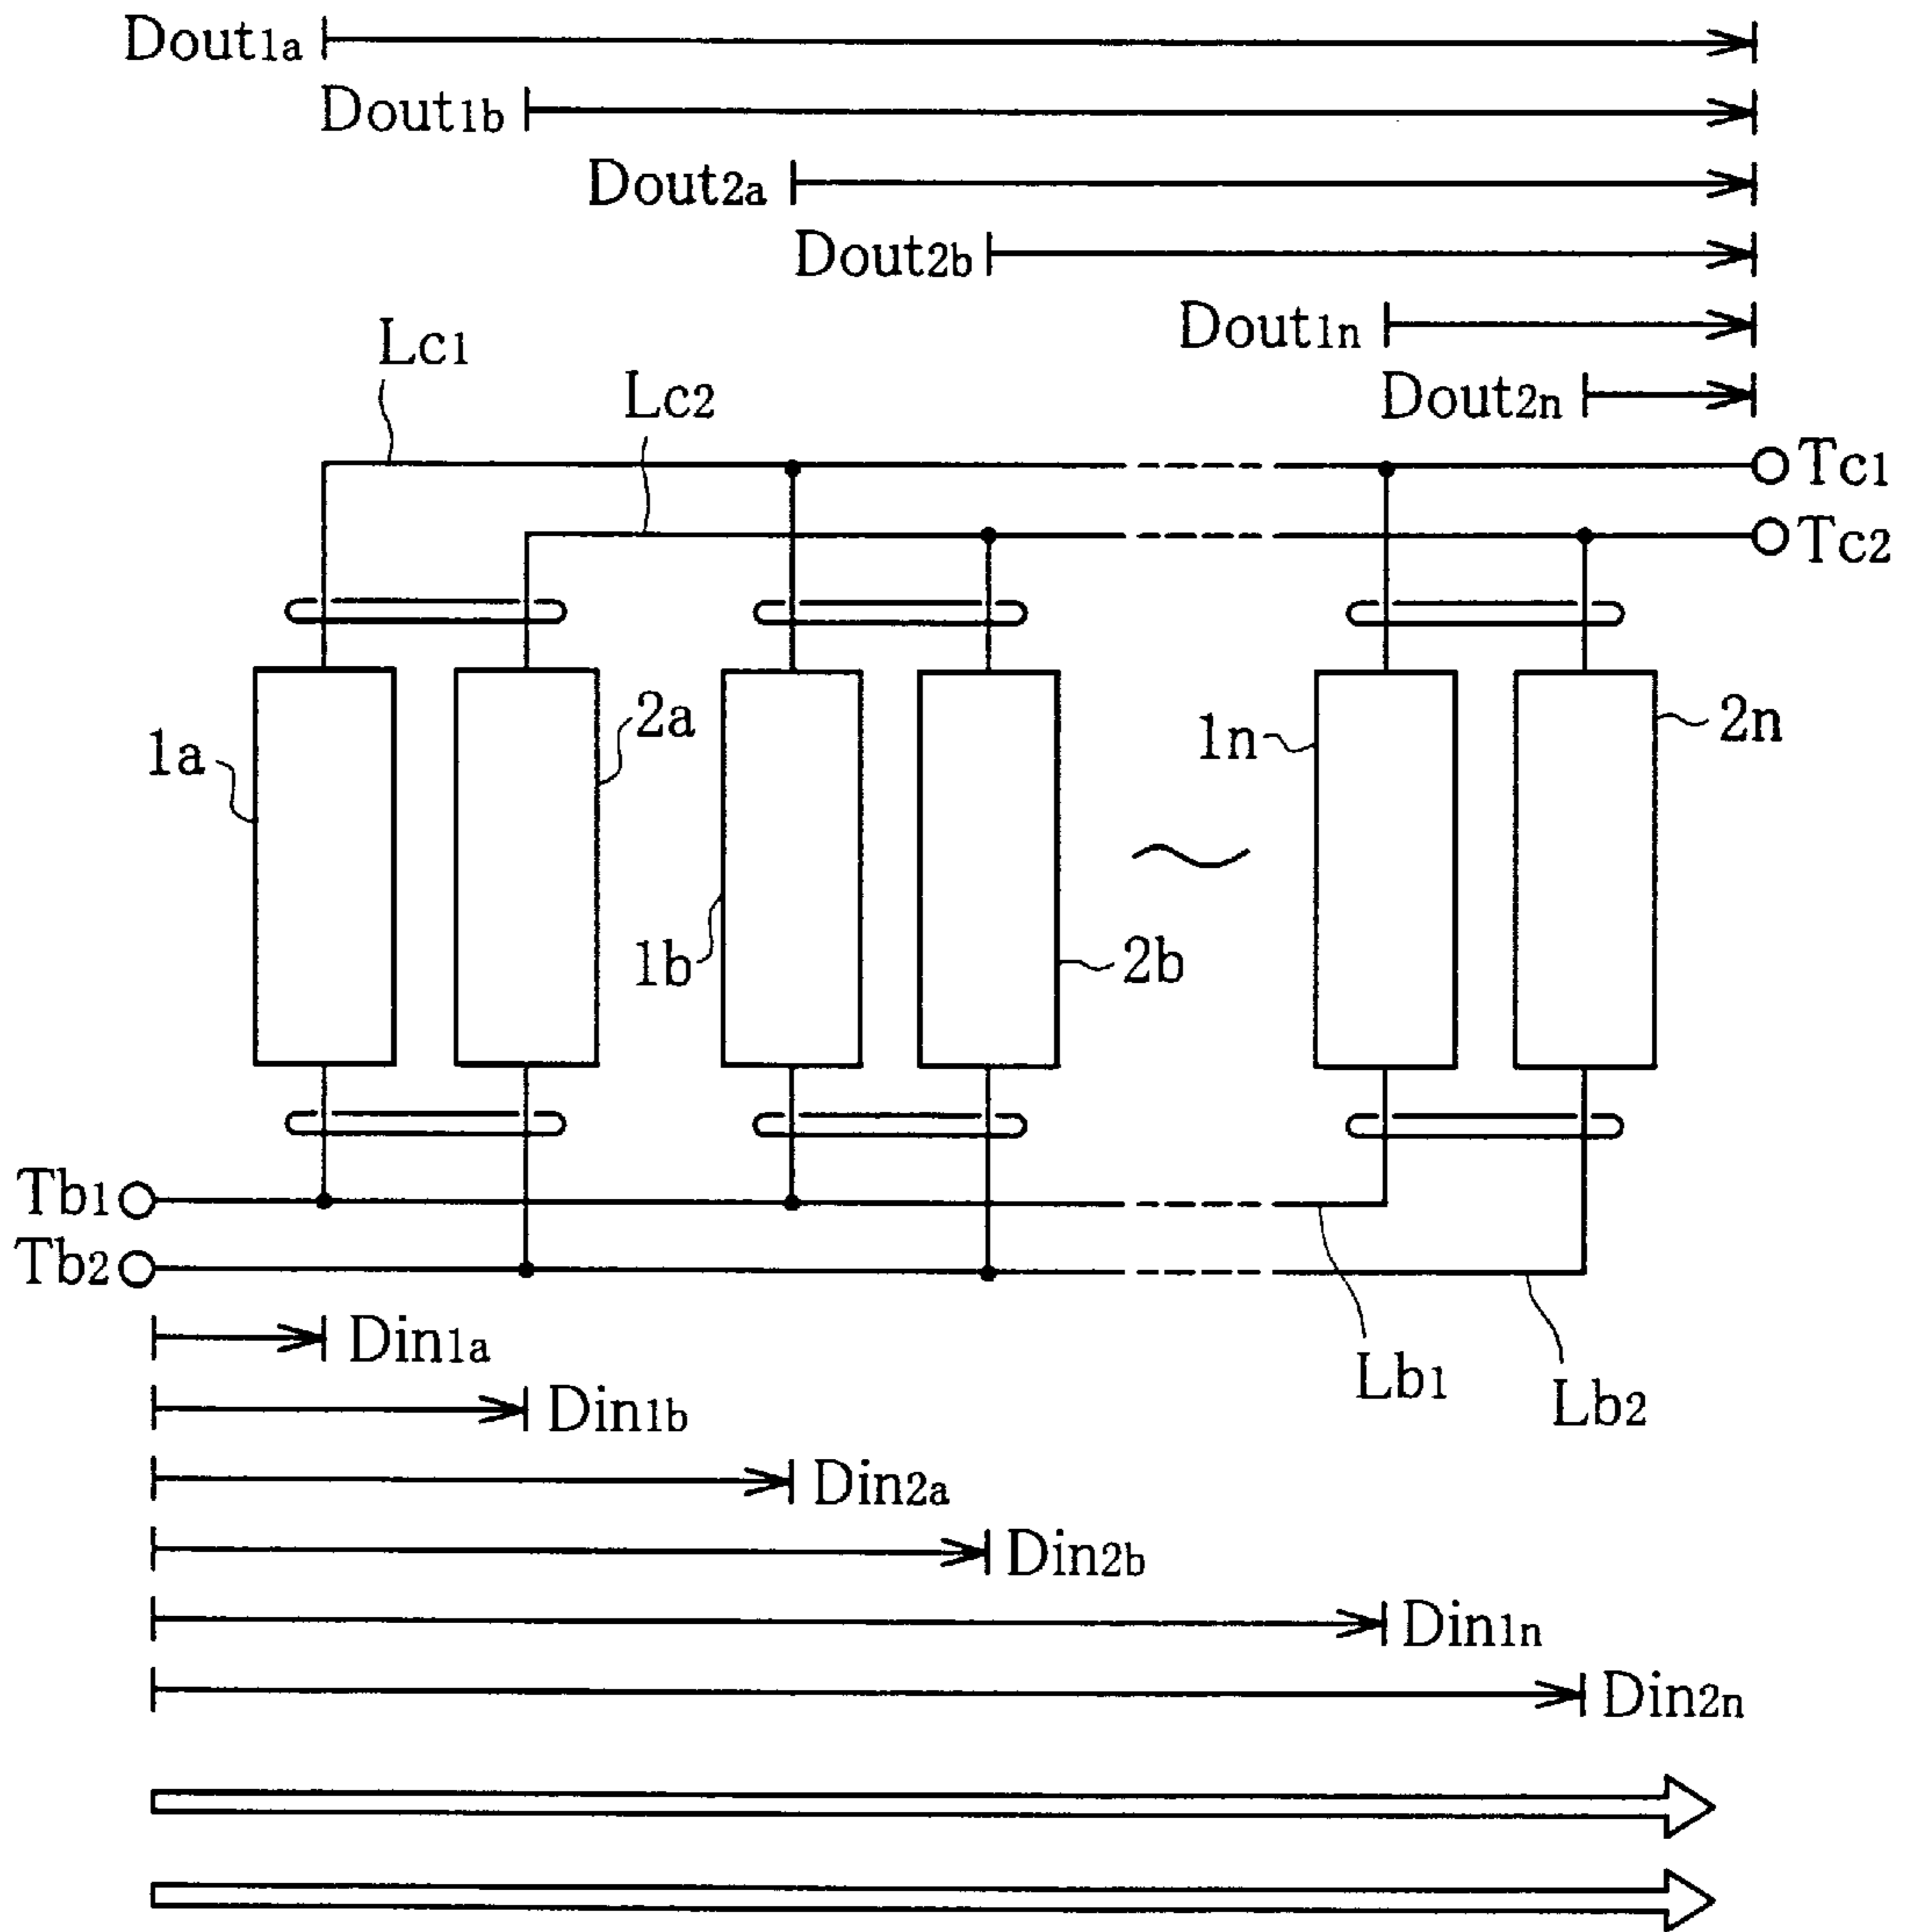 Dout1a
Dout1b
Dout2a
Dout2b
Dout1n
Dout2n
Lc1
Lc2
Tc1
Tc2
1a
2a
1b
2b
1n
2n
Tb1
Tb2
Din1a
Din1b
Din2a
Din2b
Din1n
Din2n
Lb1
Lb2